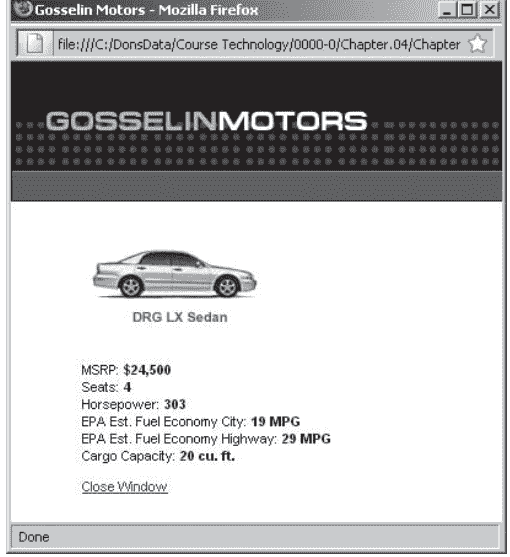 Gosselin Motors - Mozilla Firefox
file:///C:/DonsData/Course Technology/0000-0/Chapter.04/Chapter
GOSSELINMOTORS
DRG LX Sedan
MSRP: $24,500
Seats: 4
Horsepower: 303
EPA Est. Fuel Economy City: 19 MPG
EPA Est. Fuel Economy Highway: 29 MPG
Cargo Capacity: 20 cu. ft.
Close Window
Done